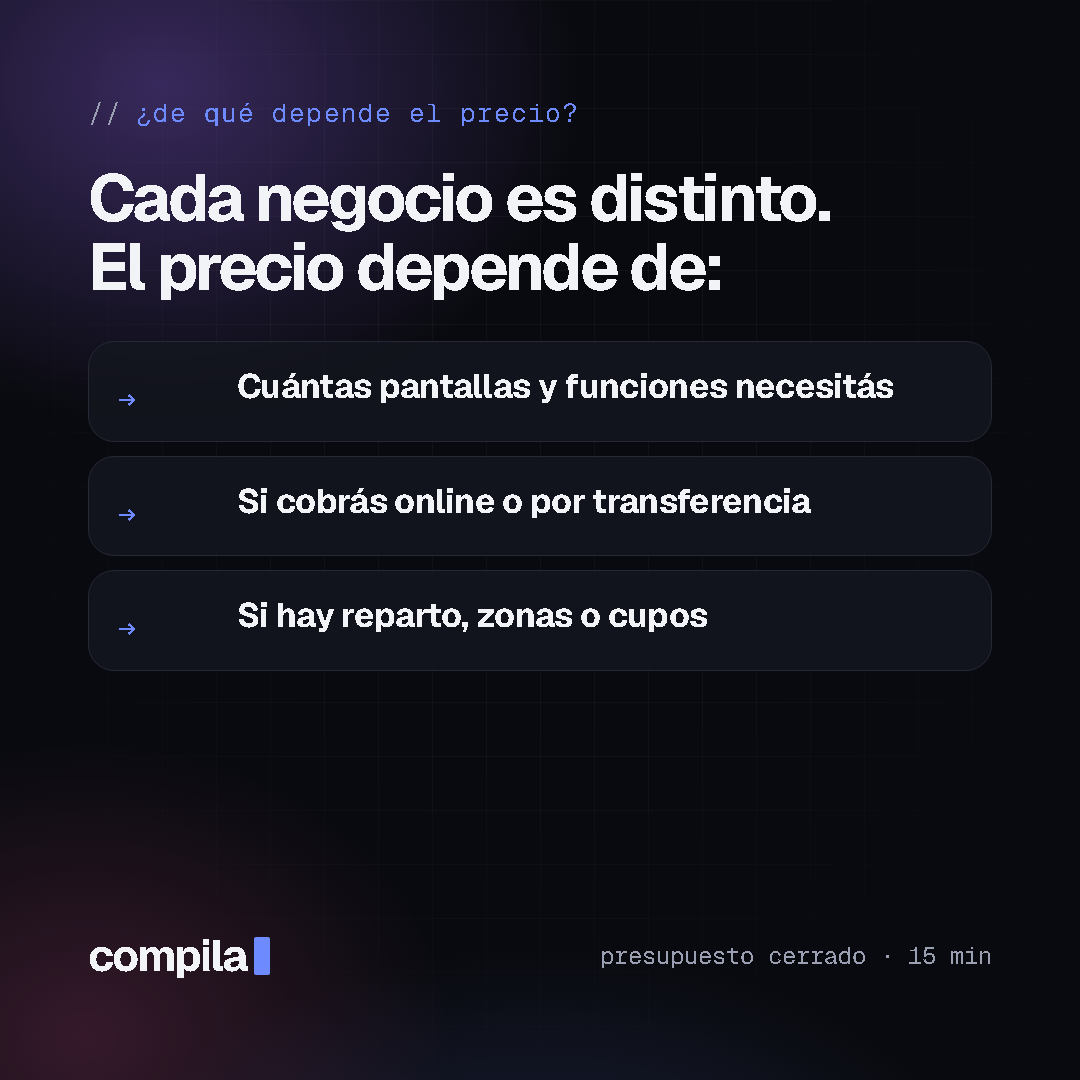 // ¿de qué depende el precio?
Cada negocio es distinto.
El precio depende de:
→ Cuántas pantallas y funciones necesitás
→ Si cobrás online o por transferencia
→ Si hay reparto, zonas o cupos
compila
presupuesto cerrado · 15 min